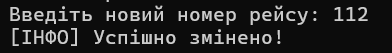 Введіть новий номер рейсу: 112
[ІНФО] Успішно змінено!